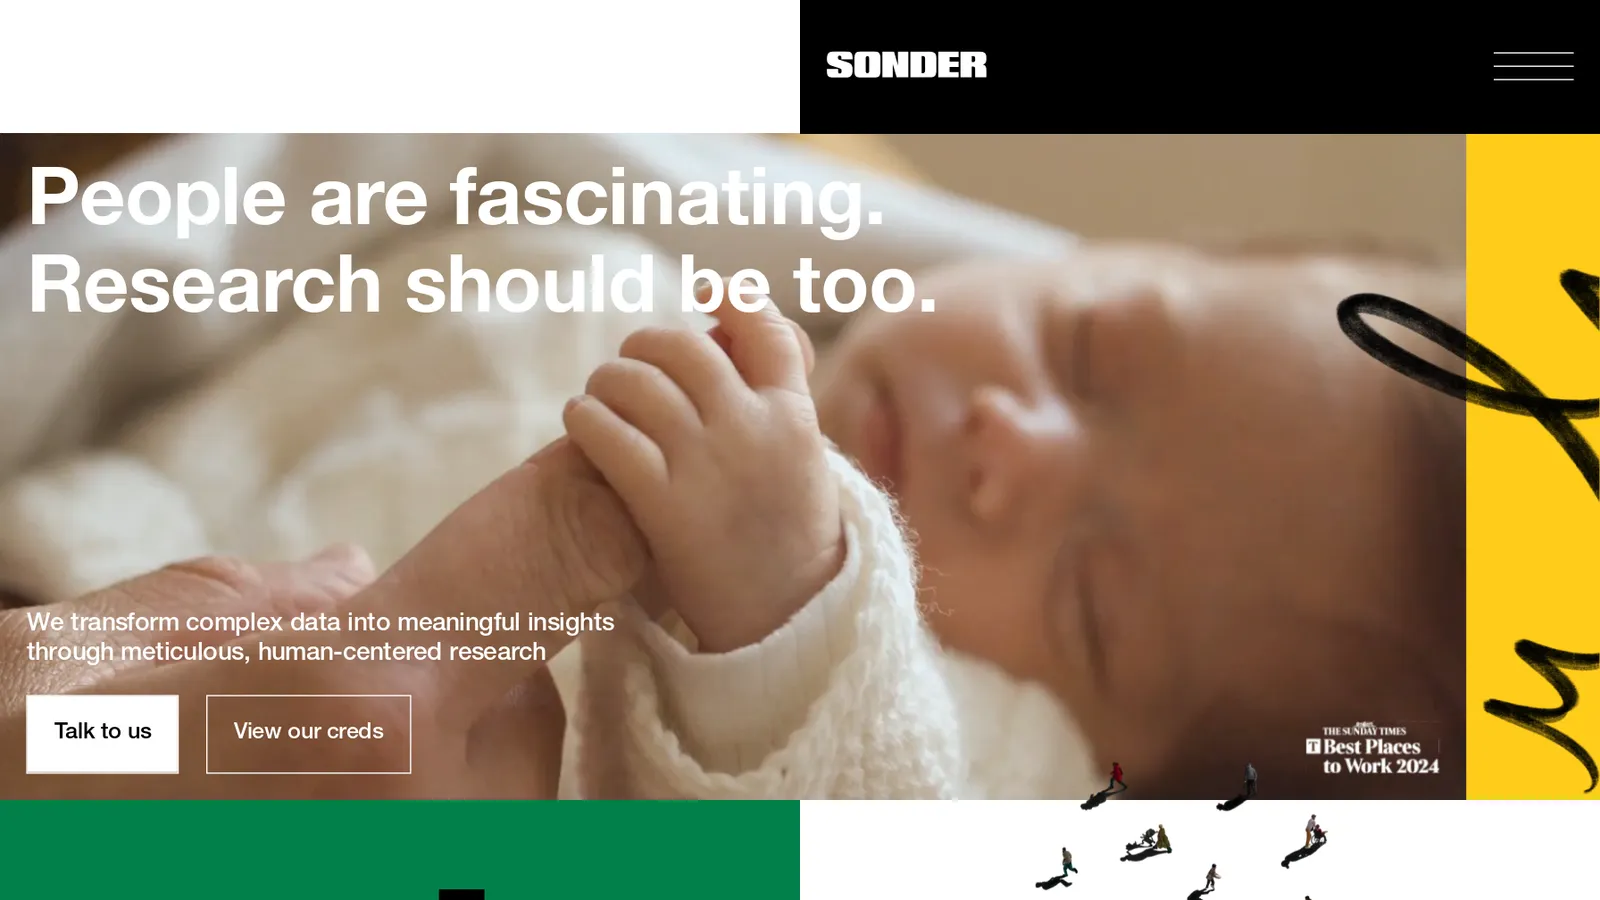 SONDER
People are fascinating.
Research should be too.
We transform complex data into meaningful insights
through meticulous, human-centered research
Talk to us
View our creds
THE SUNDAY TIMES
T Best Places
to Work 2024